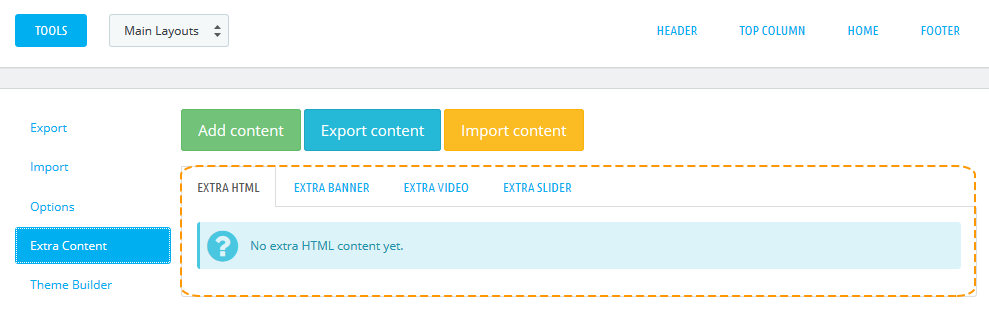 TOOLS Main Layouts HEADER TOP COLUMN HOME FOOTER
Export
Import
Options
Extra Content
Theme Builder
Add content Export content Import content
EXTRA HTML EXTRA BANNER EXTRA VIDEO EXTRA SLIDER
? No extra HTML content yet.